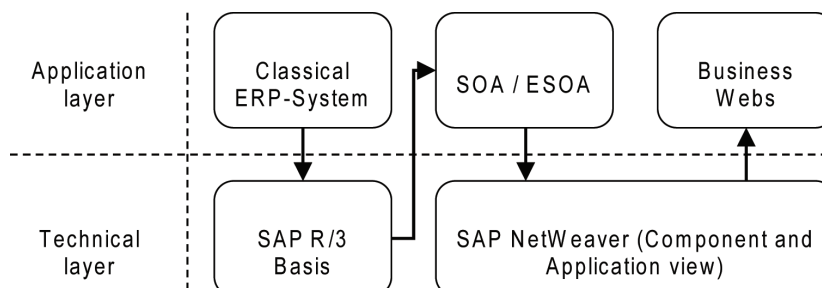 Application
layer
Classical
ERP-System
SOA / ESOA
Business
Webs
Technical
layer
SAP R/3
Basis
SAP NetWeaver (Component and
Application view)